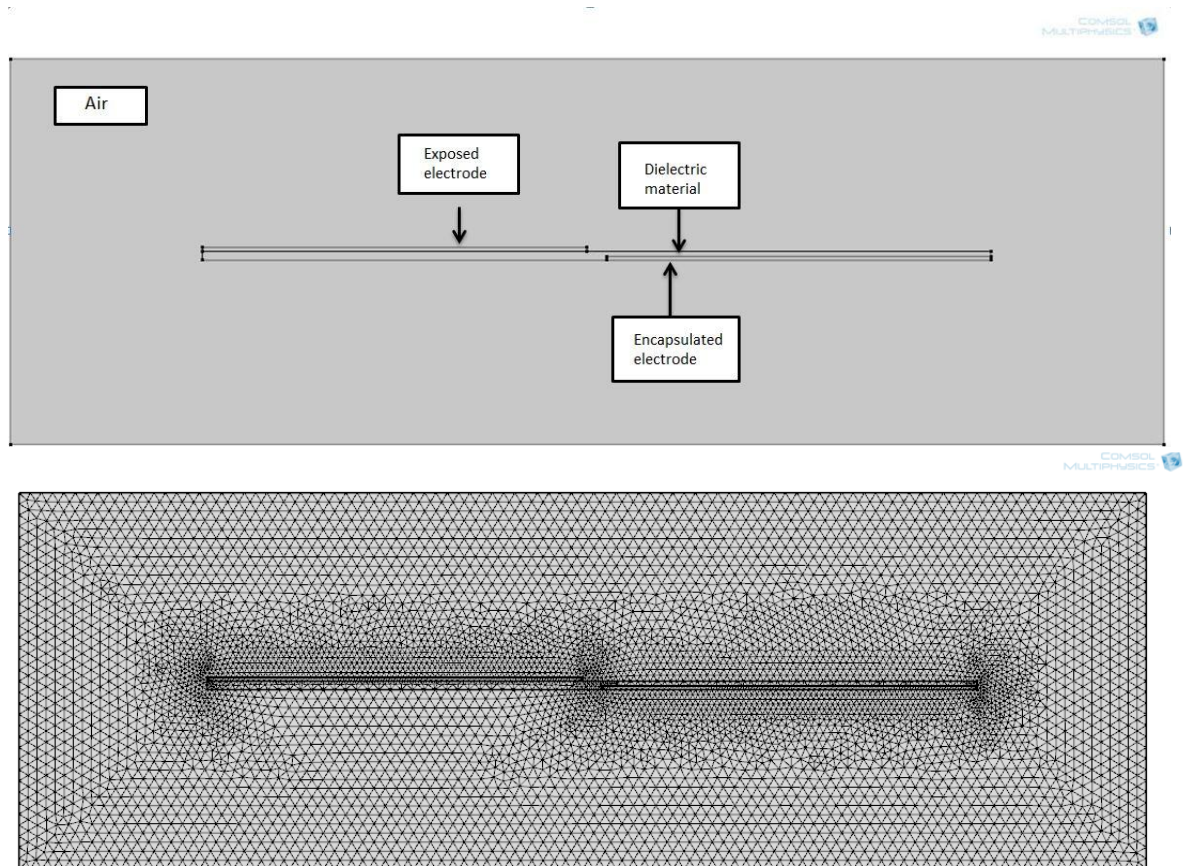 COMSOL
MULTIPHYSICS
Air
Exposed
electrode
Dielectric
material
Encapsulated
electrode
COMSOL
MULTIPHYSICS